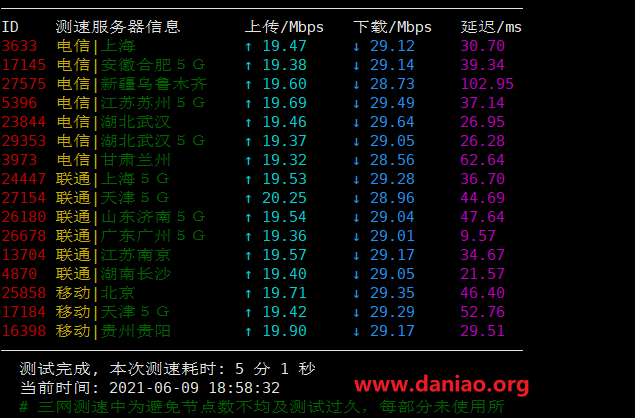 ID 测速服务器信息 上传/Mbps 下载/Mbps 延迟/ms
3633 电信|上海 ↑ 19.47 ↓ 29.12 30.70
17145 电信|安徽合肥５Ｇ ↑ 19.38 ↓ 29.14 39.34
27575 电信|新疆乌鲁木齐 ↑ 19.60 ↓ 28.73 102.95
5396 电信|江苏苏州５Ｇ ↑ 19.69 ↓ 29.49 37.14
23844 电信|湖北武汉 ↑ 19.46 ↓ 29.64 26.95
29353 电信|湖北武汉５Ｇ ↑ 19.37 ↓ 29.05 26.28
3973 电信|甘肃兰州 ↑ 19.32 ↓ 28.56 62.64
24447 联通|上海５Ｇ ↑ 19.53 ↓ 29.28 36.70
27154 联通|天津５Ｇ ↑ 20.25 ↓ 28.96 44.69
26180 联通|山东济南５Ｇ ↑ 19.54 ↓ 29.04 47.64
26678 联通|广东广州５Ｇ ↑ 19.36 ↓ 29.01 9.57
13704 联通|江苏南京 ↑ 19.57 ↓ 29.17 34.67
4870 联通|湖南长沙 ↑ 19.40 ↓ 29.05 21.57
25858 移动|北京 ↑ 19.71 ↓ 29.35 46.40
17184 移动|天津５Ｇ ↑ 19.42 ↓ 29.29 52.76
16398 移动|贵州贵阳 ↑ 19.90 ↓ 29.17 29.51
测试完成, 本次测速耗时: 5 分 1 秒
当前时间: 2021-06-09 18:58:32
www.daniao.org
# 三网测速中为避免节点数不均及测试过久，每部分未使用所